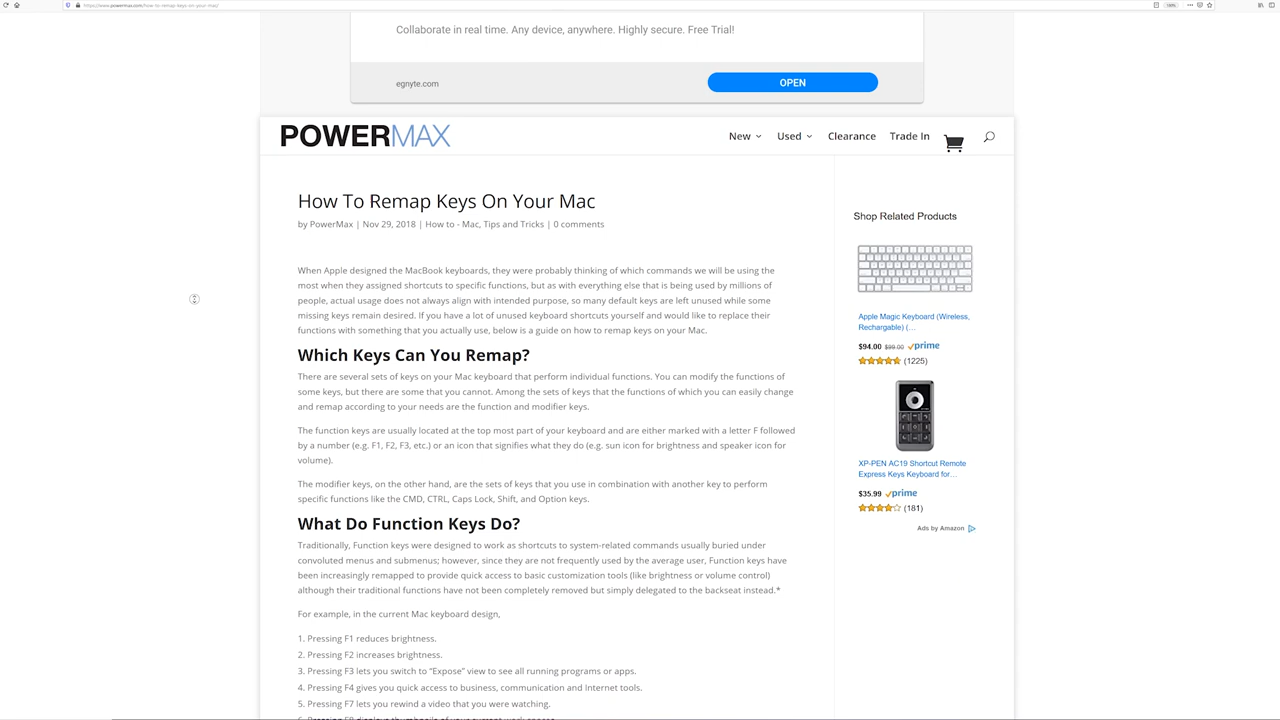 https://www.powermax.com/how-to-remap-keys-on-your-mac/
100%
Collaborate in real time. Any device, anywhere. Highly secure. Free Trial!
egnyte.com
OPEN
POWERMAX
New Used Clearance Trade In
How To Remap Keys On Your Mac
by PowerMax | Nov 29, 2018 | How to - Mac, Tips and Tricks | 0 comments
When Apple designed the MacBook keyboards, they were probably thinking of which commands we will be using the
most when they assigned shortcuts to specific functions, but as with everything else that is being used by millions of
people, actual usage does not always align with intended purpose, so many default keys are left unused while some
missing keys remain desired. If you have a lot of unused keyboard shortcuts yourself and would like to replace their
functions with something that you actually use, below is a guide on how to remap keys on your Mac.
Which Keys Can You Remap?
There are several sets of keys on your Mac keyboard that perform individual functions. You can modify the functions of
some keys, but there are some that you cannot. Among the sets of keys that the functions of which you can easily change
and remap according to your needs are the function and modifier keys.
The function keys are usually located at the top most part of your keyboard and are either marked with a letter F followed
by a number (e.g. F1, F2, F3, etc.) or an icon that signifies what they do (e.g. sun icon for brightness and speaker icon for
volume).
The modifier keys, on the other hand, are the sets of keys that you use in combination with another key to perform
specific functions like the CMD, CTRL, Caps Lock, Shift, and Option keys.
What Do Function Keys Do?
Traditionally, Function keys were designed to work as shortcuts to system-related commands usually buried under
convoluted menus and submenus; however, since they are not frequently used by the average user, Function keys have
been increasingly remapped to provide quick access to basic customization tools (like brightness or volume control)
although their traditional functions have not been completely removed but simply delegated to the backseat instead.*
For example, in the current Mac keyboard design,
1. Pressing F1 reduces brightness.
2. Pressing F2 increases brightness.
3. Pressing F3 lets you switch to “Expose” view to see all running programs or apps.
4. Pressing F4 gives you quick access to business, communication and Internet tools.
5. Pressing F7 lets you rewind a video that you were watching.
Shop Related Products
Apple Magic Keyboard (Wireless,
Rechargable) (…
$94.00 $99.00 prime
(1225)
XP-PEN AC19 Shortcut Remote
Express Keys Keyboard for…
$35.99 prime
(181)
Ads by Amazon